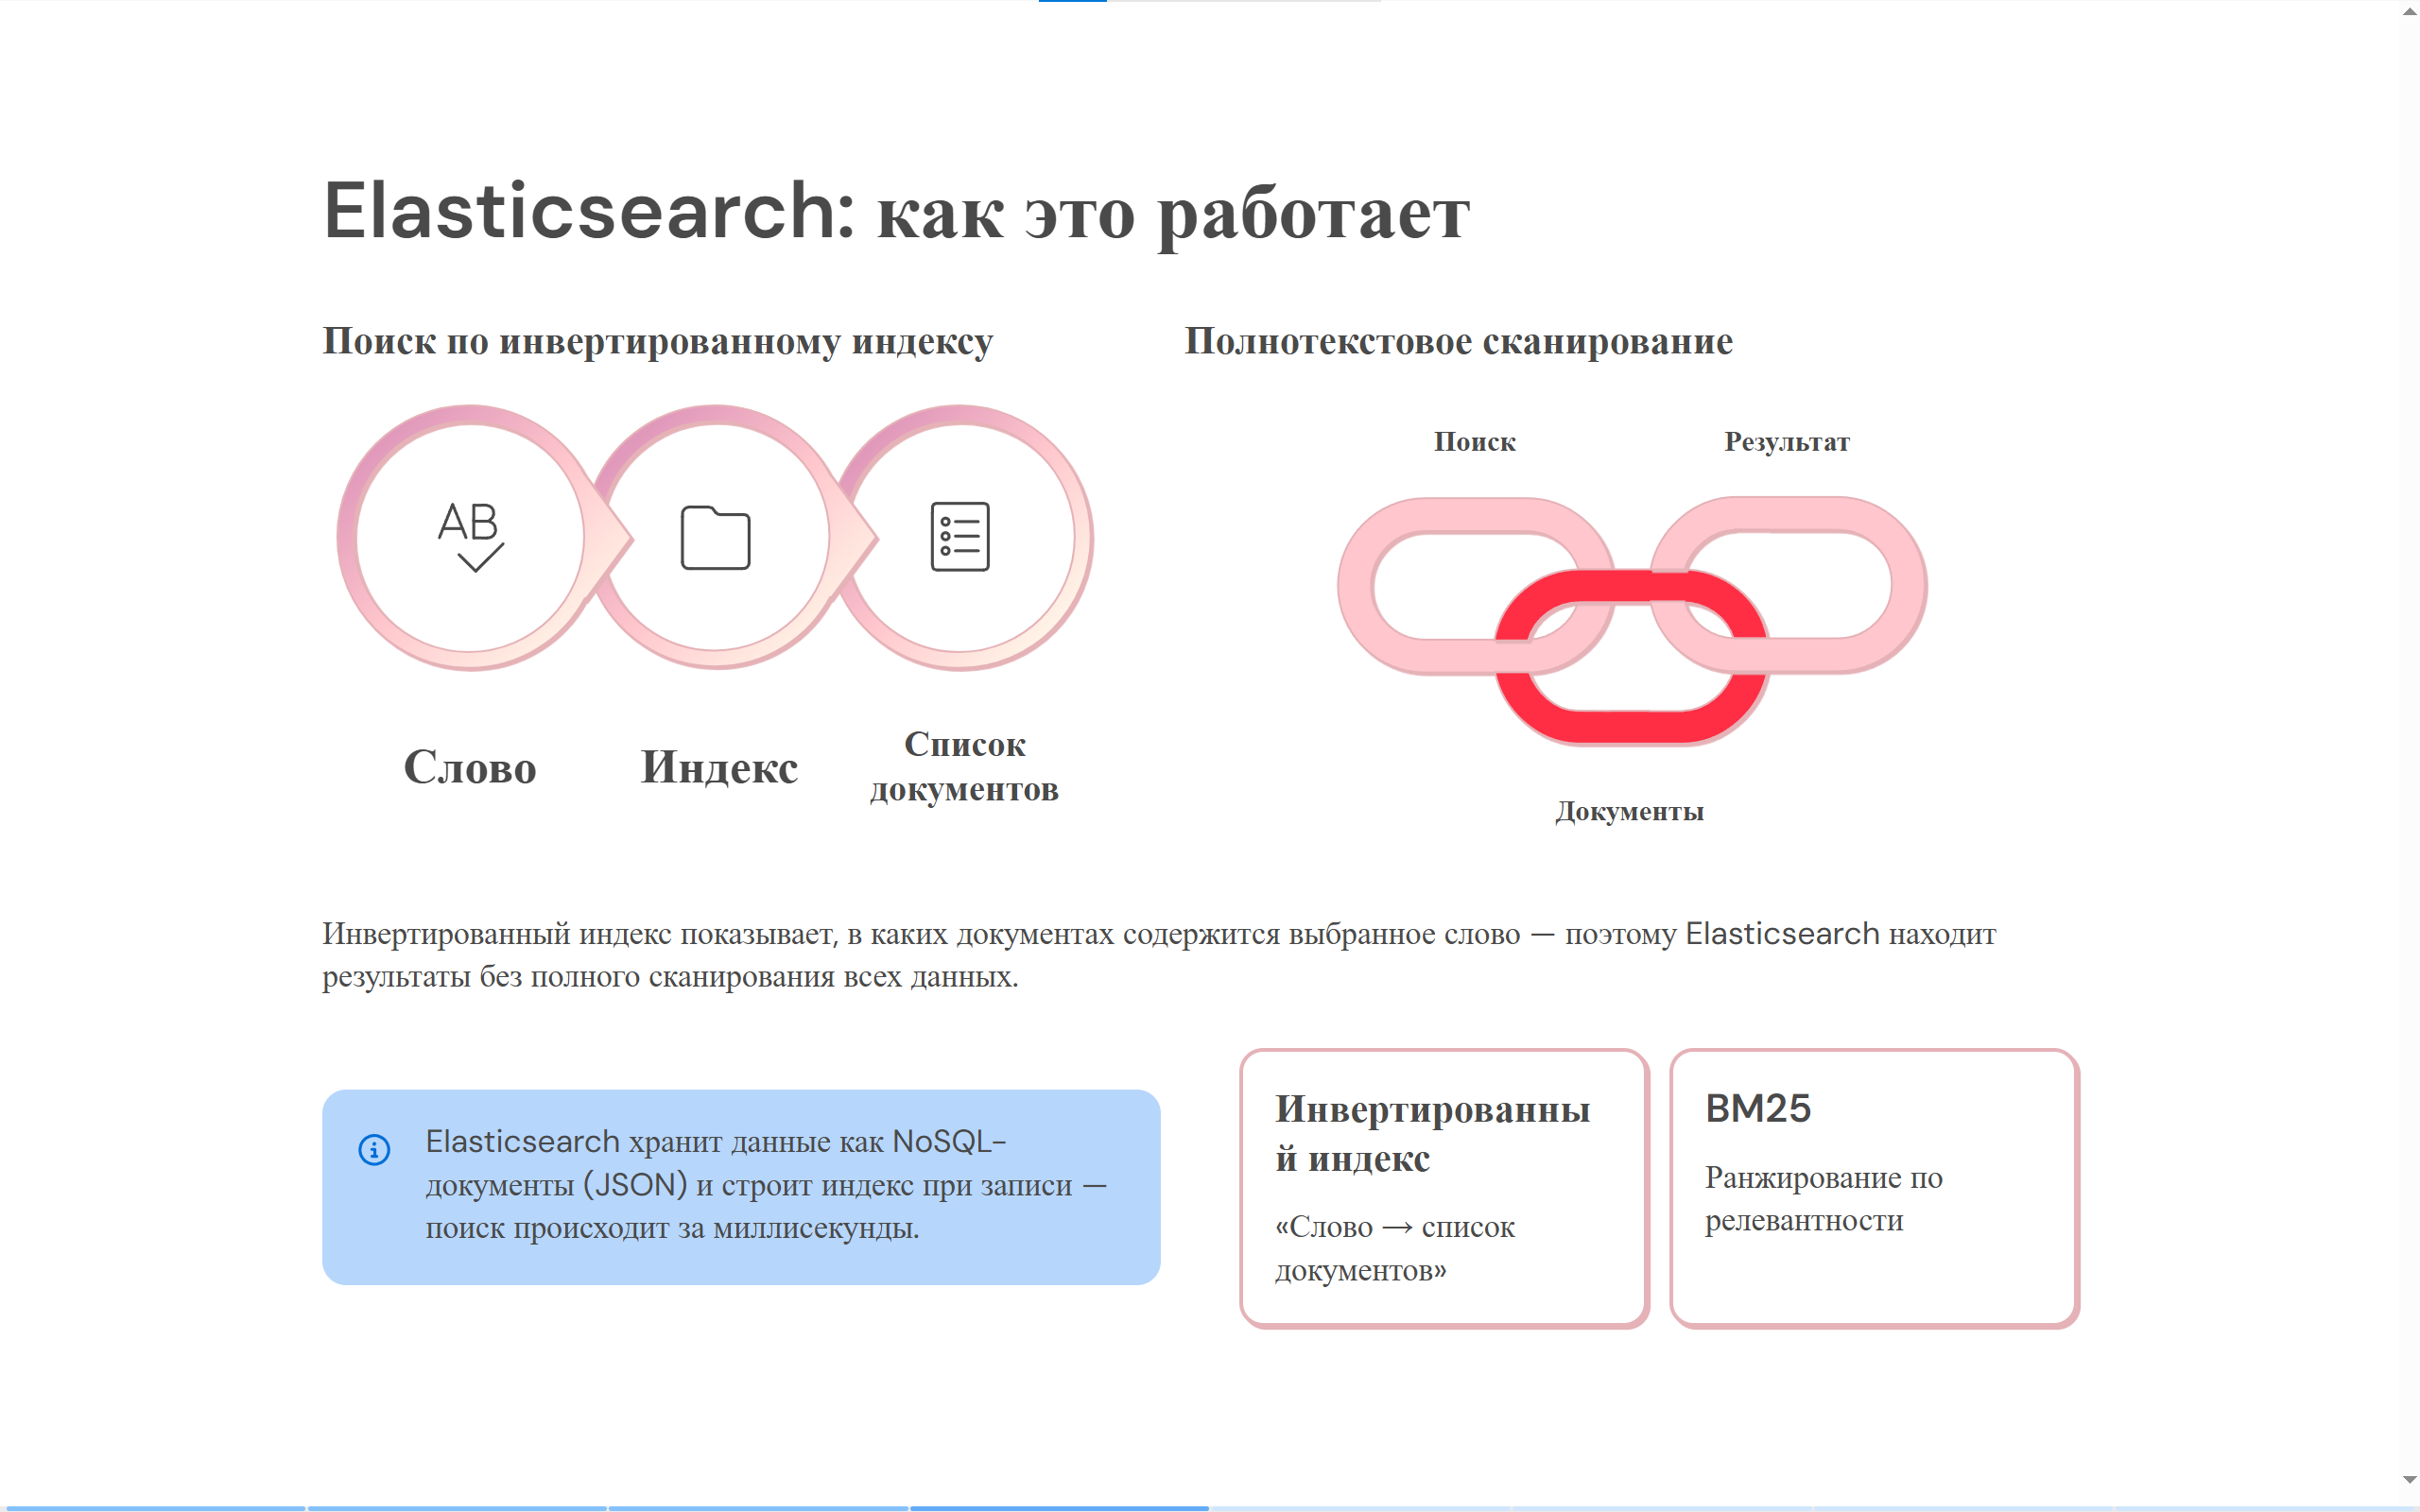 Elasticsearch: как это работает
Поиск по инвертированному индексу
AB
Слово
Индекс
Список
документов
Полнотекстовое сканирование
Поиск
Результат
Документы
Инвертированный индекс показывает, в каких документах содержится выбранное слово — поэтому Elasticsearch находит
результаты без полного сканирования всех данных.
Elasticsearch хранит данные как NoSQL-
документы (JSON) и строит индекс при записи —
поиск происходит за миллисекунды.
Инвертированны
й индекс
«Слово → список
документов»
BM25
Ранжирование по
релевантности